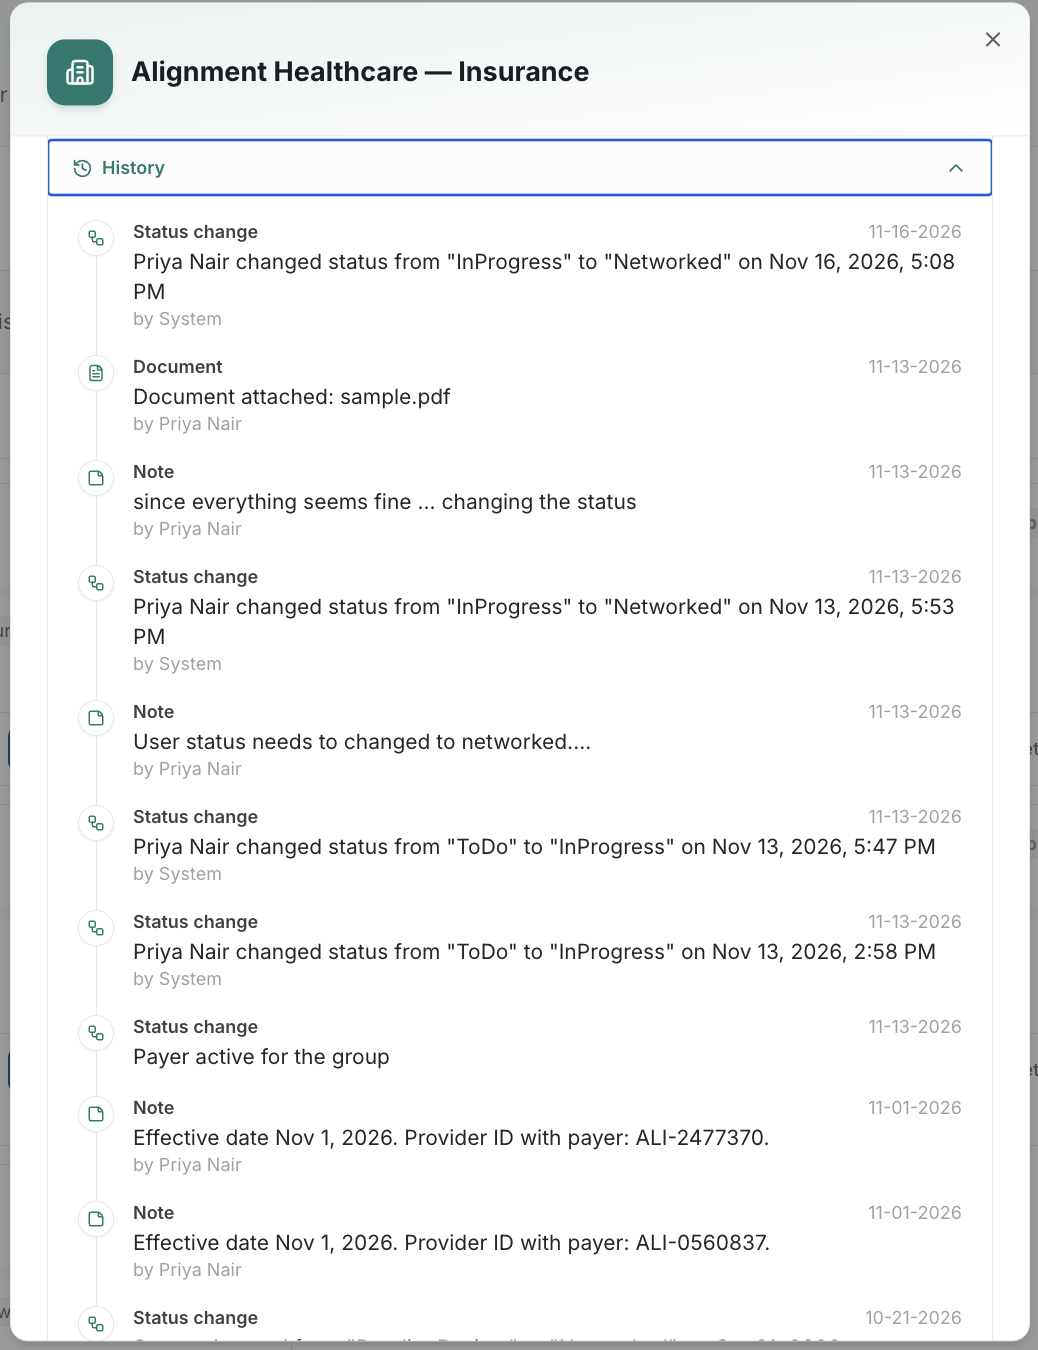 Alignment Healthcare — Insurance
History
Status change
11-16-2026
Priya Nair changed status from "InProgress" to "Networked" on Nov 16, 2026, 5:08
PM
by System
Document
11-13-2026
Document attached: sample.pdf
by Priya Nair
Note
11-13-2026
since everything seems fine ... changing the status
by Priya Nair
Status change
11-13-2026
Priya Nair changed status from "InProgress" to "Networked" on Nov 13, 2026, 5:53
PM
by System
Note
11-13-2026
User status needs to changed to networked....
by Priya Nair
Status change
11-13-2026
Priya Nair changed status from "ToDo" to "InProgress" on Nov 13, 2026, 5:47 PM
by System
Status change
11-13-2026
Priya Nair changed status from "ToDo" to "InProgress" on Nov 13, 2026, 2:58 PM
by System
Status change
11-13-2026
Payer active for the group
Note
11-01-2026
Effective date Nov 1, 2026. Provider ID with payer: ALI-2477370.
by Priya Nair
Note
11-01-2026
Effective date Nov 1, 2026. Provider ID with payer: ALI-0560837.
by Priya Nair
Status change
10-21-2026